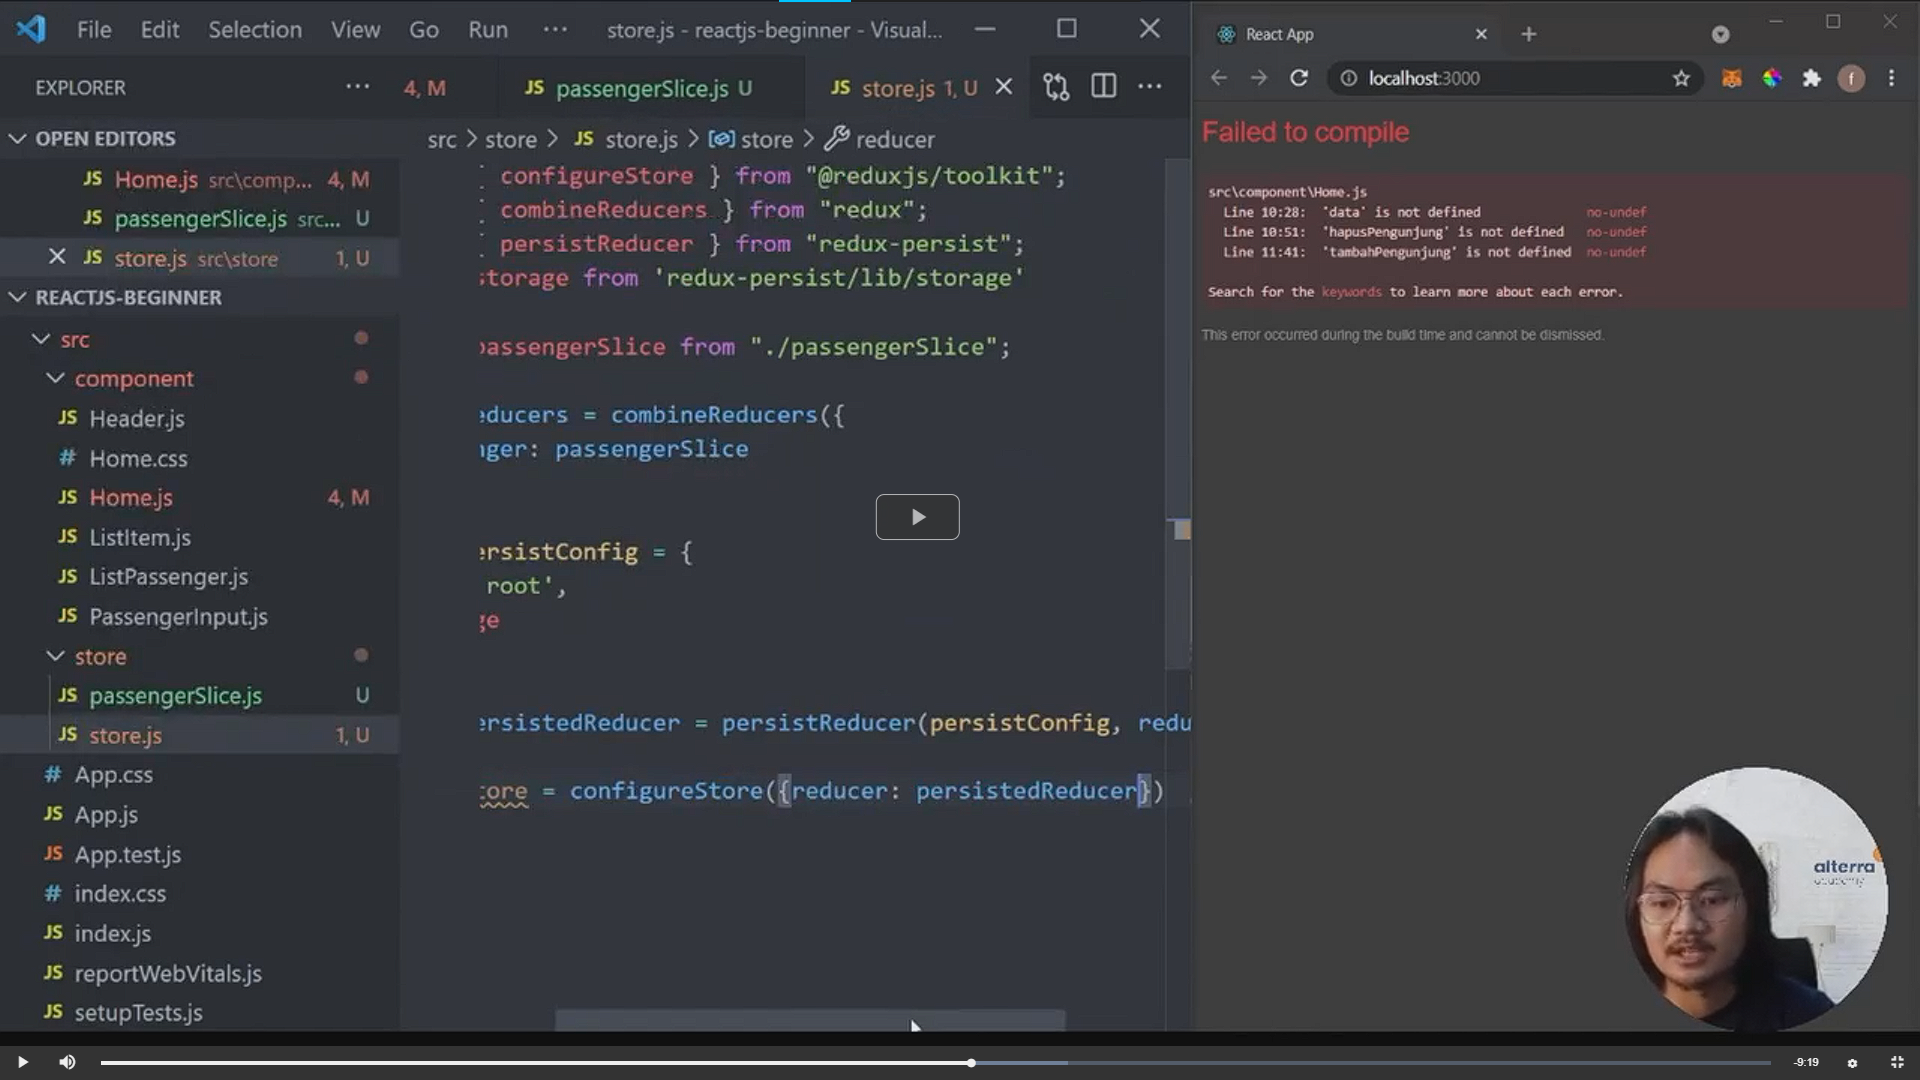 File Edit Selection View Go Run ··· store.js - reactjs-beginner - Visual...
React App
EXPLORER ··· 4, M JS passengerSlice.js U JS store.js 1, U
localhost:3000 f
OPEN EDITORS
src > store > JS store.js > store > reducer
JS Home.js src\comp... 4, M
JS passengerSlice.js src... U
JS store.js src\store 1, U
REACTJS-BEGINNER
src
component
JS Header.js
# Home.css
JS Home.js 4, M
JS ListItem.js
JS ListPassenger.js
JS PassengerInput.js
store
JS passengerSlice.js U
JS store.js 1, U
# App.css
JS App.js
JS App.test.js
# index.css
JS index.js
JS reportWebVitals.js
JS setupTests.js
configureStore } from "@reduxjs/toolkit";
combineReducers } from "redux";
persistReducer } from "redux-persist";
storage from 'redux-persist/lib/storage'
passengerSlice from "./passengerSlice";
educers = combineReducers({
nger: passengerSlice
ersistConfig = {
root',
ge
ersistedReducer = persistReducer(persistConfig, redu
tore = configureStore({reducer: persistedReducer})
Failed to compile
src\component\Home.js
Line 10:28: 'data' is not defined no-undef
Line 10:51: 'hapusPengunjung' is not defined no-undef
Line 11:41: 'tambahPengunjung' is not defined no-undef
Search for the keywords to learn more about each error.
This error occurred during the build time and cannot be dismissed.
alterra
academy
-9:19